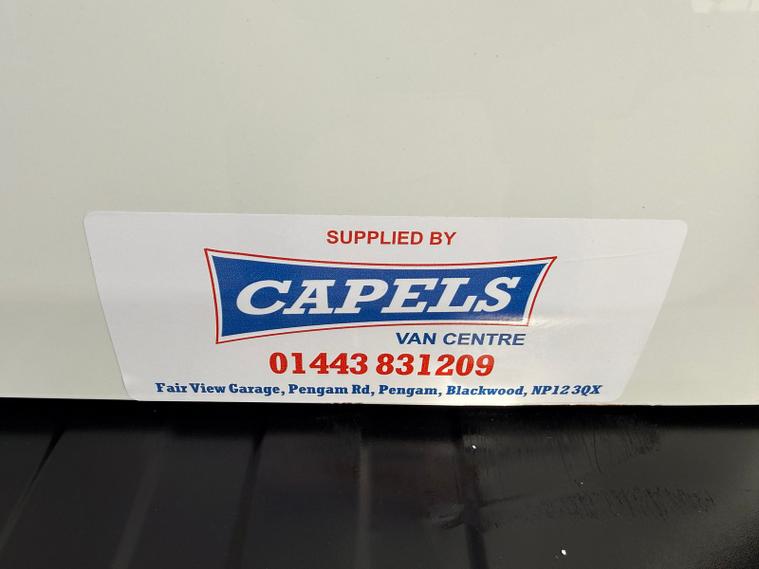 SUPPLIED BY
CAPELS
VAN CENTRE
01443 831209
Fair View Garage, Pengam Rd, Pengam, Blackwood, NP12 3QX